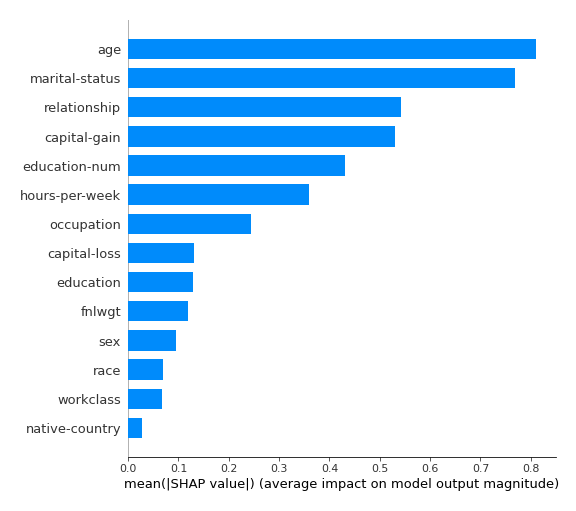 age
marital-status
relationship
capital-gain
education-num
hours-per-week
occupation
capital-loss
education
fnlwgt
sex
race
workclass
native-country
0.0 0.1 0.2 0.3 0.4 0.5 0.6 0.7 0.8
mean(|SHAP value|) (average impact on model output magnitude)